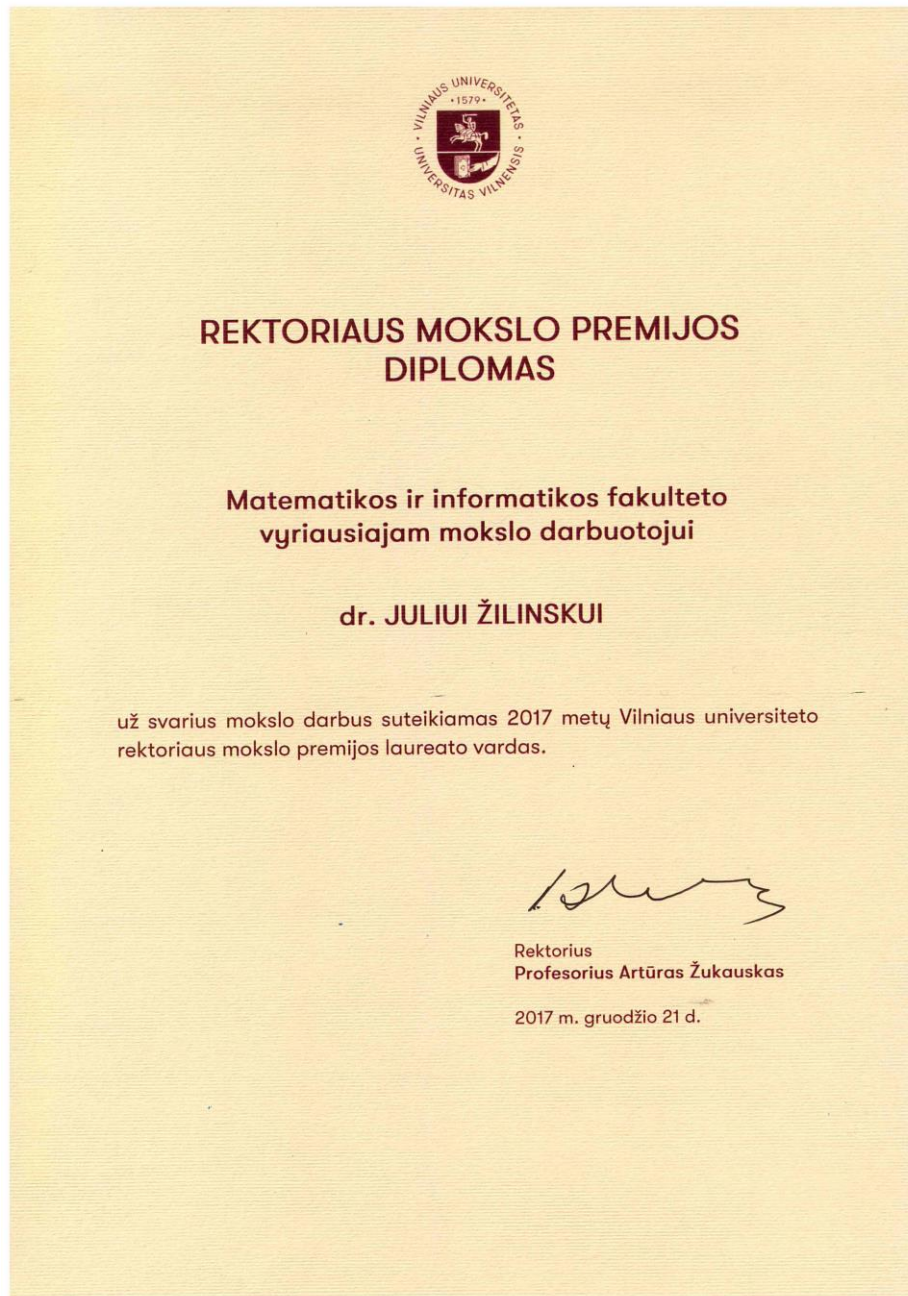 VILNIAUS UNIVERSITETAS
•1579•
UNIVERSITAS VILNENSIS
REKTORIAUS MOKSLO PREMIJOS
DIPLOMAS
Matematikos ir informatikos fakulteto
vyriausiajam mokslo darbuotojui
dr. JULIUI ŽILINSKUI
už svarius mokslo darbus suteikiamas 2017 metų Vilniaus universiteto
rektoriaus mokslo premijos laureato vardas.
Rektorius
Profesorius Artūras Žukauskas
2017 m. gruodžio 21 d.